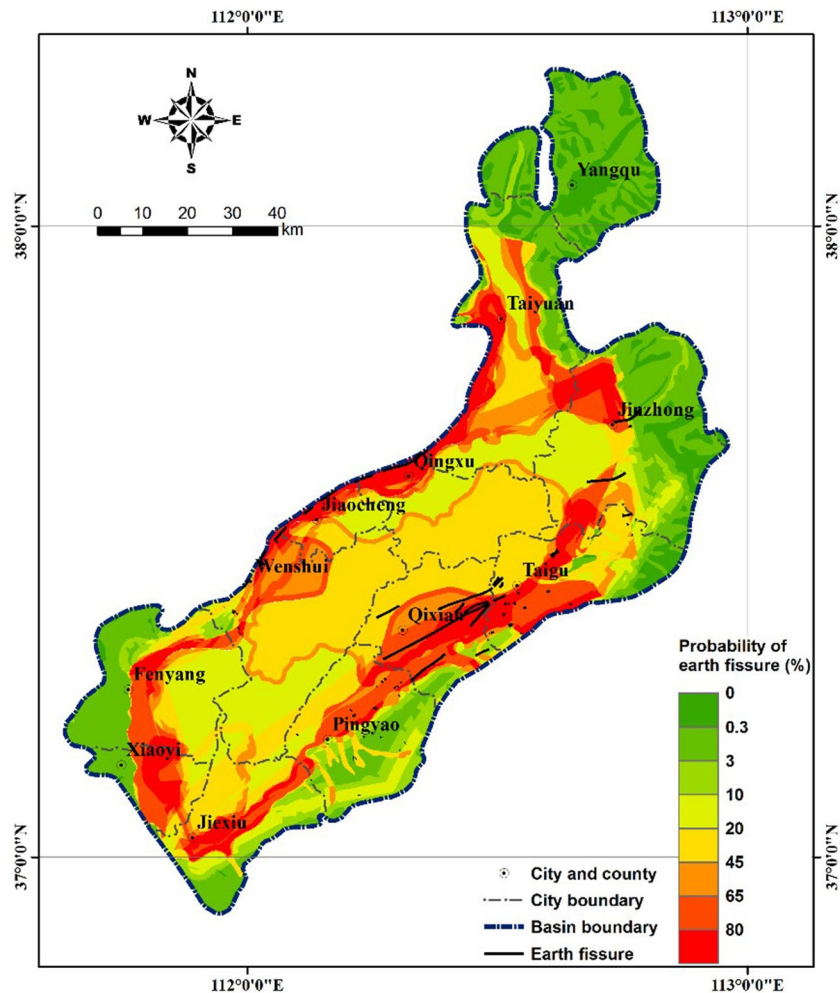 112°0'0"E 113°0'0"E
N
W E
S
0 10 20 30 40
km
38°0'0"N 38°0'0"N
Yangqu
Taiyuan
Jinzhong
Qingxu
Jiaocheng
Wenshui
Taigu
Qixian
Fenyang
Pingyao
Xiaoyi
Jiexiu
Probability of
earth fissure (%)
0
0.3
3
10
20
45
65
80
37°0'0"N 37°0'0"N
City and county
City boundary
Basin boundary
Earth fissure
112°0'0"E 113°0'0"E